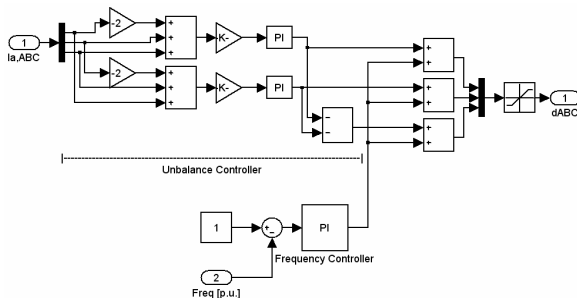 1
Ia,ABC
-2
+
+
+
K-
PI
+
+
-2
+
+
+
K-
PI
+
+
−
−
+
+
1
dABC
Unbalance Controller
1
+
−
PI
Frequency Controller
2
Freq [p.u.]